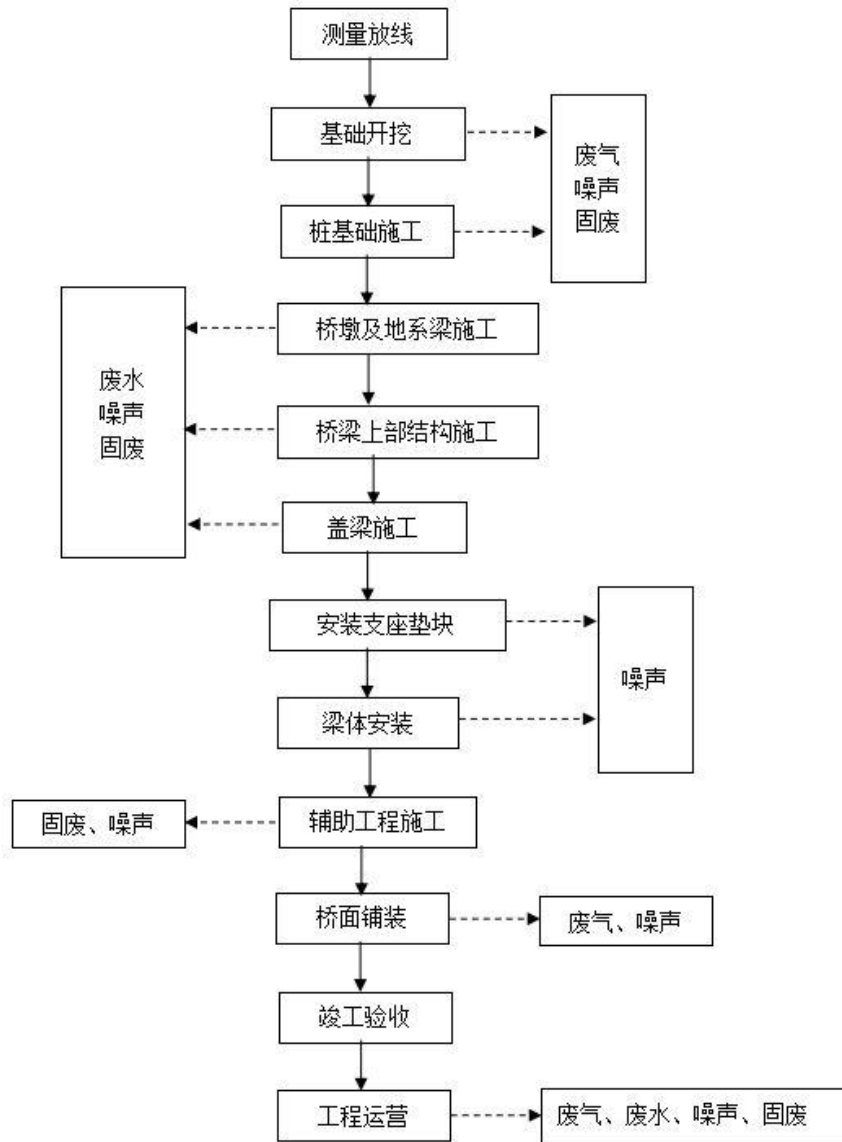 测量放线
基础开挖
废气
噪声
固废
桩基础施工
桥墩及地系梁施工
废水
噪声
固废
桥梁上部结构施工
盖梁施工
安装支座垫块
噪声
梁体安装
固废、噪声
辅助工程施工
桥面铺装
废气、噪声
竣工验收
工程运营
废气、废水、噪声、固废